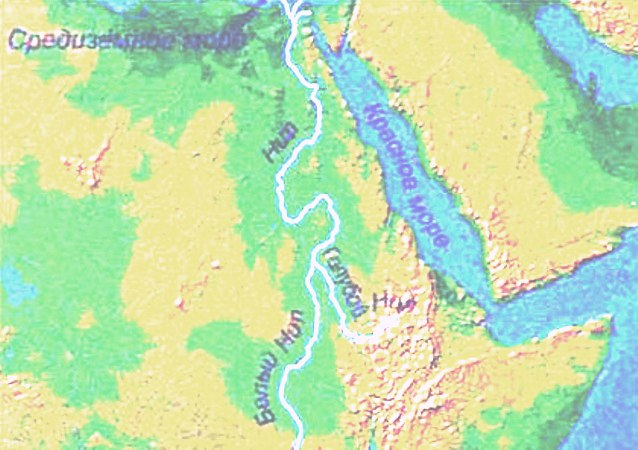 Средиземное море
Нил
Красное море
Голубой Нил
Белый Нил